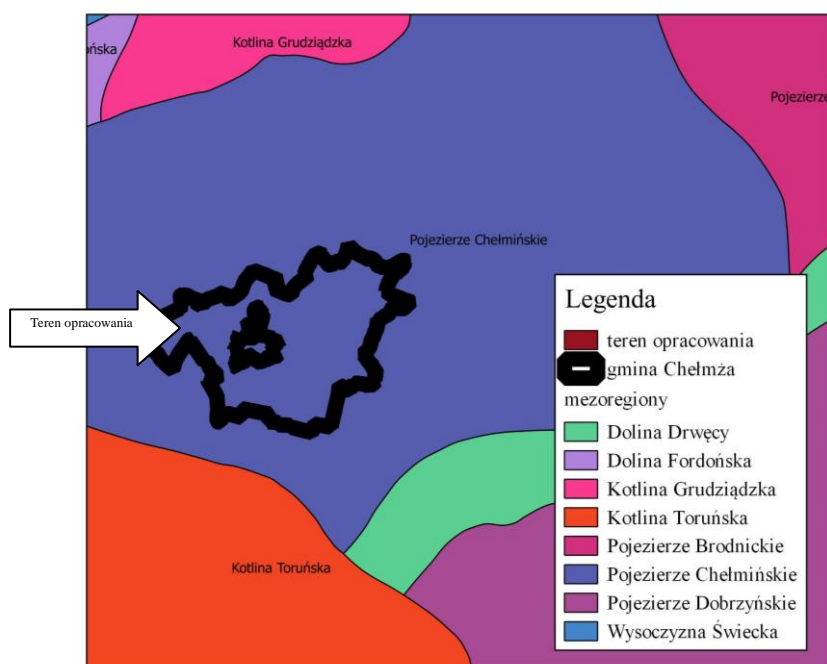 ońska
Kotlina Grudziądzka
Pojezierze
Pojezierze Chełmińskie
Teren opracowania
Kotlina Toruńska
Legenda
teren opracowania
gmina Chełmża
mezoregiony
Dolina Drwęcy
Dolina Fordońska
Kotlina Grudziądzka
Kotlina Toruńska
Pojezierze Brodnickie
Pojezierze Chełmińskie
Pojezierze Dobrzyńskie
Wysoczyzna Świecka